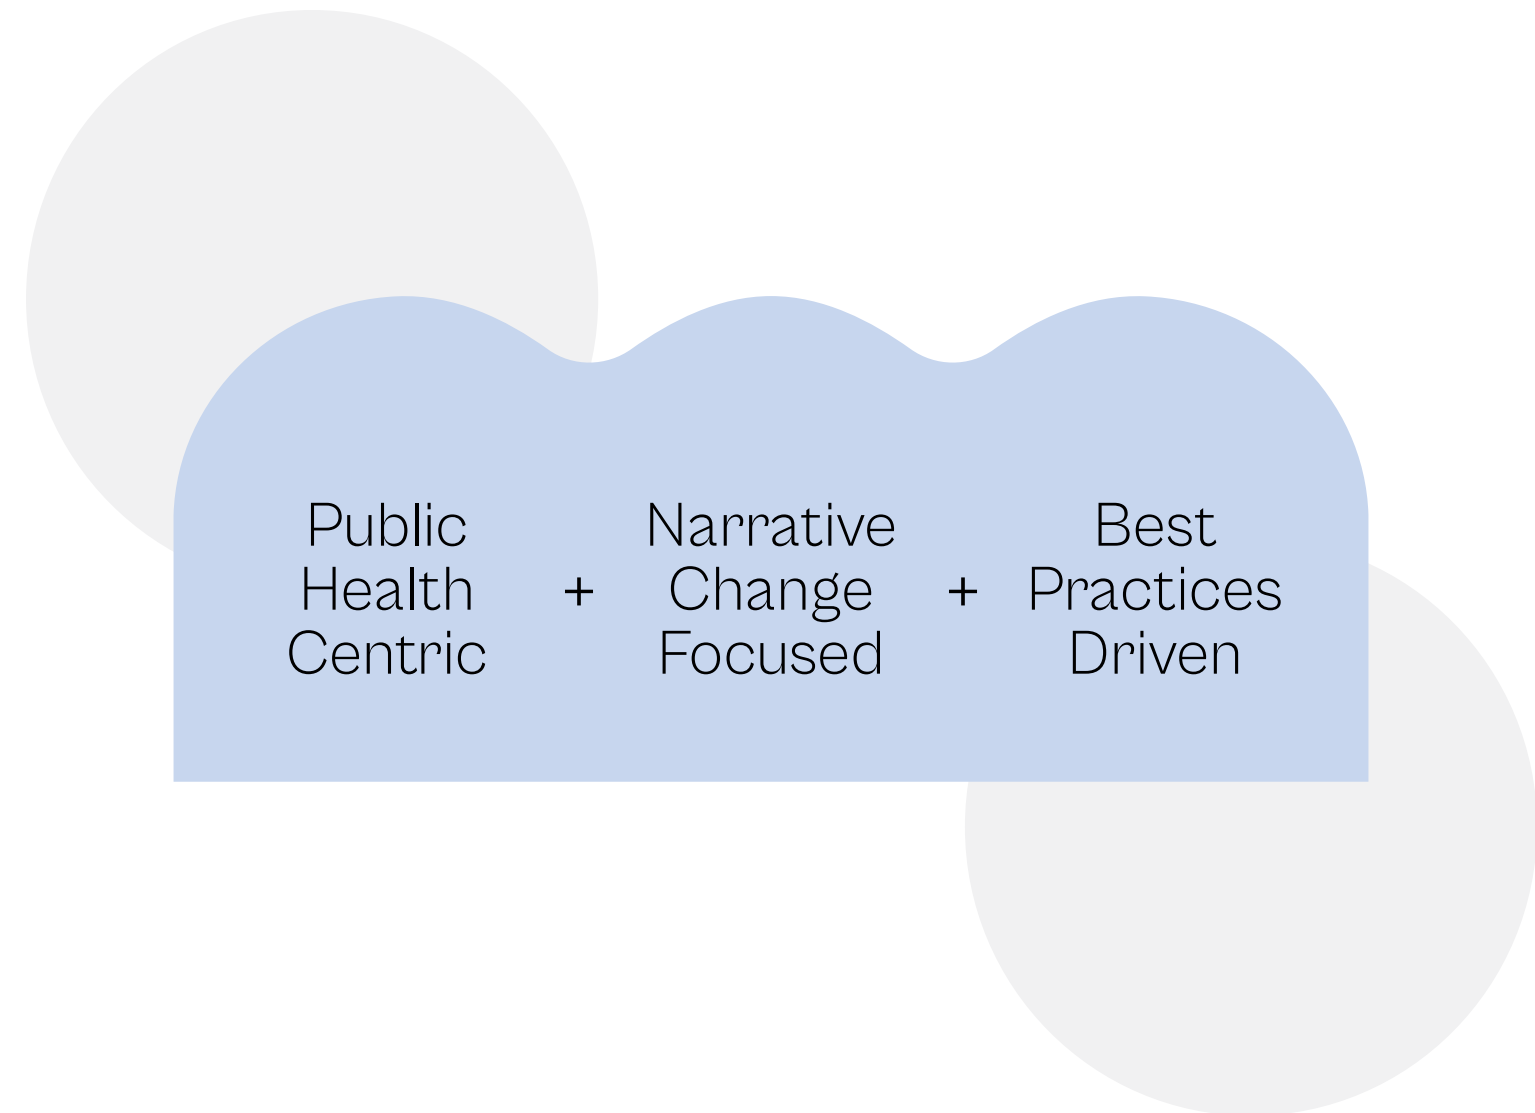 Public
Health
Centric
+
Narrative
Change
Focused
+
Best
Practices
Driven